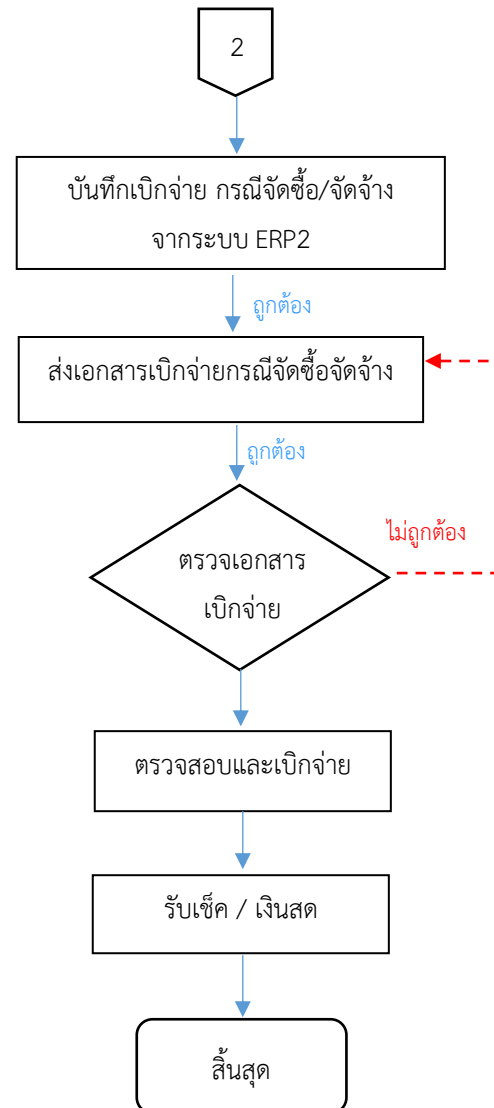 2
บันทึกเบิกจ่าย กรณีจัดซื้อ/จัดจ้าง
จากระบบ ERP2
ถูกต้อง
ส่งเอกสารเบิกจ่ายกรณีจัดซื้อจัดจ้าง
ถูกต้อง
ไม่ถูกต้อง
ตรวจเอกสาร
เบิกจ่าย
ตรวจสอบและเบิกจ่าย
รับเช็ค / เงินสด
สิ้นสุด